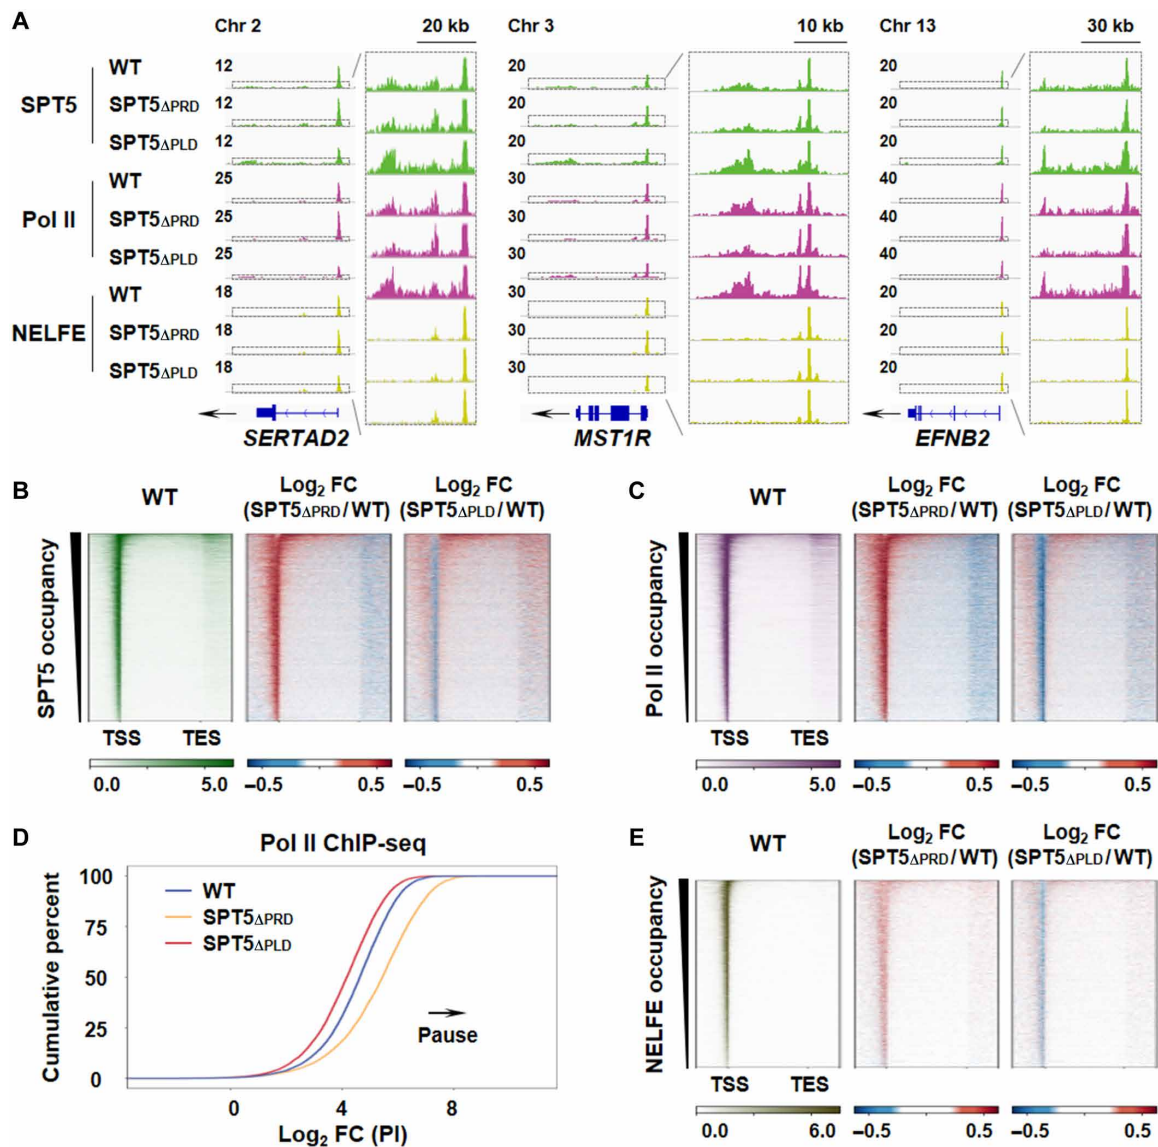 A
Chr 2 20 kb Chr 3 10 kb Chr 13 30 kb
SPT5
WT 12 20 20
SPT5ΔPRD 12 20 20
SPT5ΔPLD 12 20 20
Pol II
WT 25 30 40
SPT5ΔPRD 25 30 40
SPT5ΔPLD 25 30 40
NELFE
WT 18 30 20
SPT5ΔPRD 18 30 20
SPT5ΔPLD 18 30 20
SERTAD2 MST1R EFNB2
B
WT
Log2 FC
(SPT5ΔPRD/WT)
Log2 FC
(SPT5ΔPLD/WT)
SPT5 occupancy
TSS TES
0.0 5.0 −0.5 0.5 −0.5 0.5
C
WT
Log2 FC
(SPT5ΔPRD/WT)
Log2 FC
(SPT5ΔPLD/WT)
Pol II occupancy
TSS TES
0.0 5.0 −0.5 0.5 −0.5 0.5
D
Pol II ChIP-seq
Cumulative percent
100
75
50
25
0
WT
SPT5ΔPRD
SPT5ΔPLD
Pause
0 4 8
Log2 FC (PI)
E
WT
Log2 FC
(SPT5ΔPRD/WT)
Log2 FC
(SPT5ΔPLD/WT)
NELFE occupancy
TSS TES
0.0 6.0 −0.5 0.5 −0.5 0.5